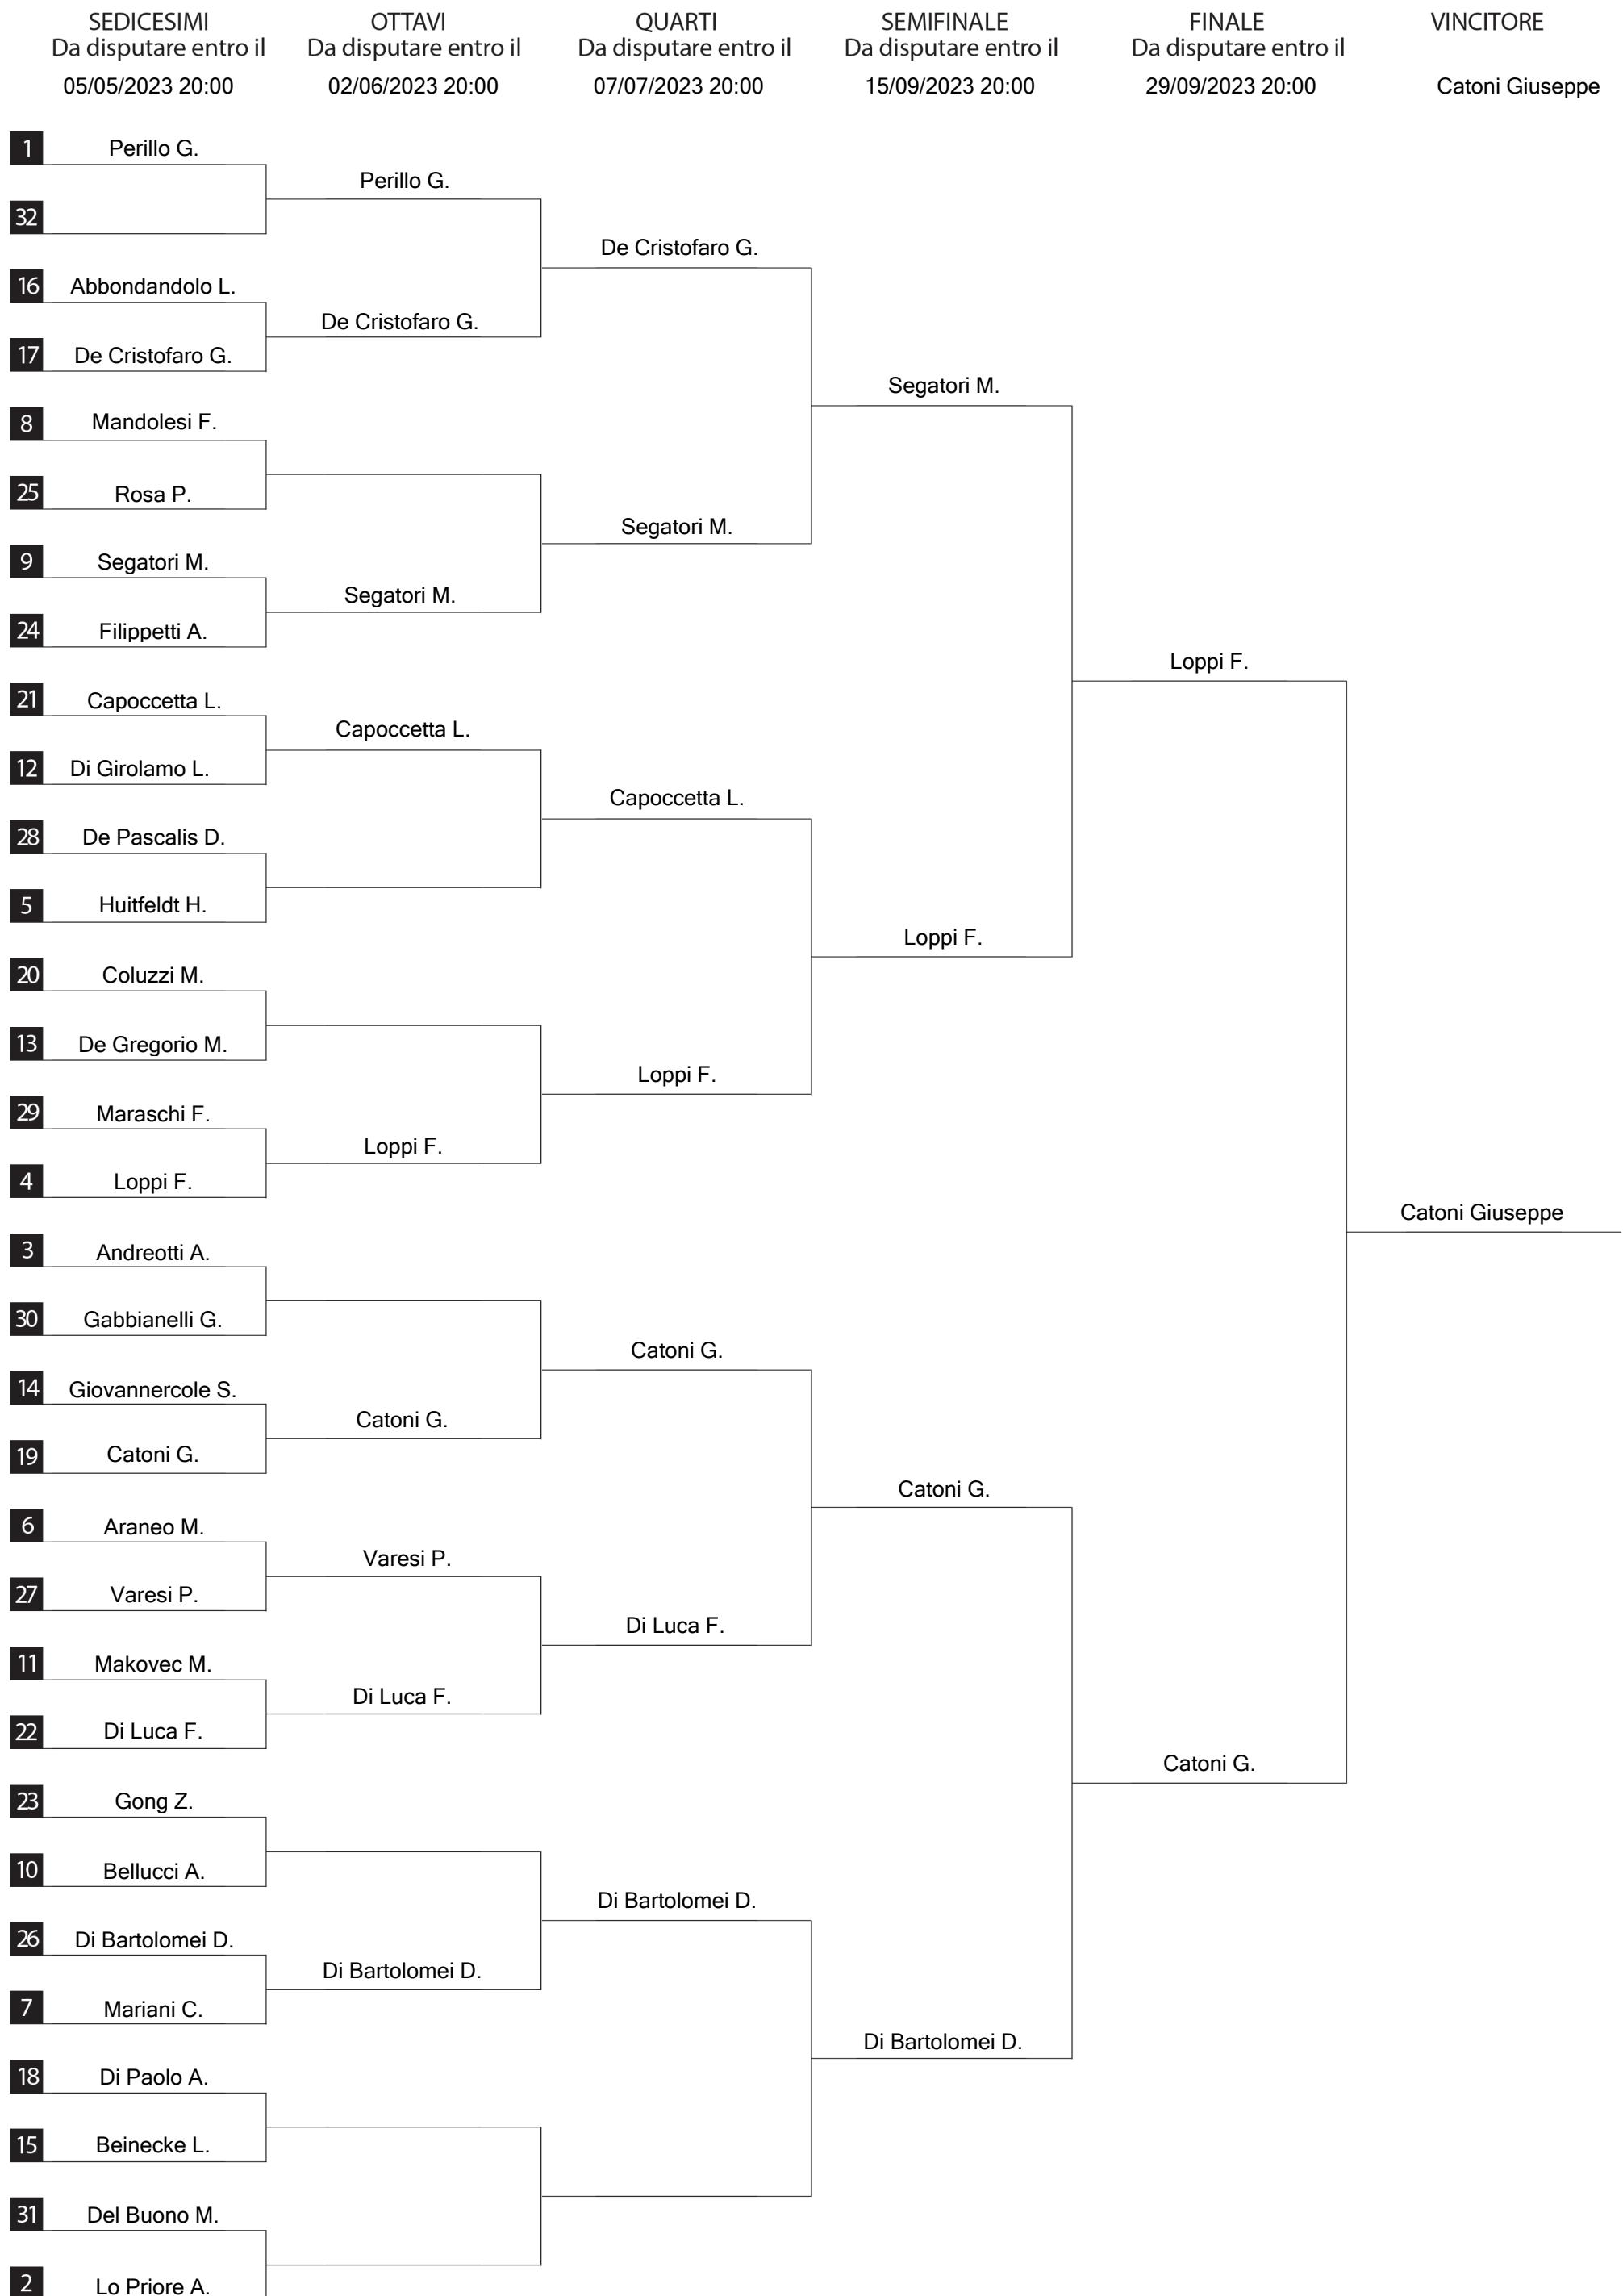 SEDICESIMI
Da disputare entro il
05/05/2023 20:00
OTTAVI
Da disputare entro il
02/06/2023 20:00
QUARTI
Da disputare entro il
07/07/2023 20:00
SEMIFINALE
Da disputare entro il
15/09/2023 20:00
FINALE
Da disputare entro il
29/09/2023 20:00
VINCITORE
Catoni Giuseppe
1 Perillo G.
32
16 Abbondandolo L.
17 De Cristofaro G.
8 Mandolesi F.
25 Rosa P.
9 Segatori M.
24 Filippetti A.
21 Capoccetta L.
12 Di Girolamo L.
28 De Pascalis D.
5 Huitfeldt H.
20 Coluzzi M.
13 De Gregorio M.
29 Maraschi F.
4 Loppi F.
3 Andreotti A.
30 Gabbianelli G.
14 Giovannercole S.
19 Catoni G.
6 Araneo M.
27 Varesi P.
11 Makovec M.
22 Di Luca F.
23 Gong Z.
10 Bellucci A.
26 Di Bartolomei D.
7 Mariani C.
18 Di Paolo A.
15 Beinecke L.
31 Del Buono M.
2 Lo Priore A.
Perillo G.
De Cristofaro G.
Segatori M.
Capoccetta L.
Loppi F.
Catoni G.
Varesi P.
Di Luca F.
Di Bartolomei D.
De Cristofaro G.
Segatori M.
Capoccetta L.
Loppi F.
Catoni G.
Di Luca F.
Di Bartolomei D.
Segatori M.
Loppi F.
Catoni G.
Di Bartolomei D.
Loppi F.
Catoni G.
Catoni Giuseppe